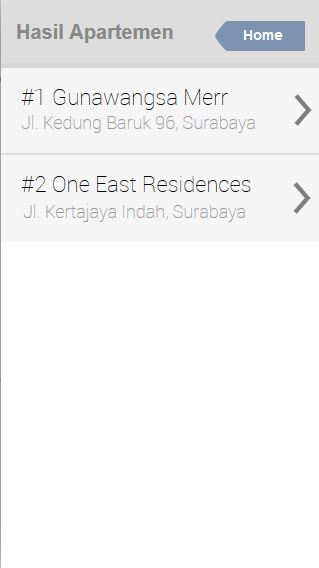 Hasil Apartemen
Home
#1 Gunawangsa Merr
Jl. Kedung Baruk 96, Surabaya
#2 One East Residences
Jl. Kertajaya Indah, Surabaya